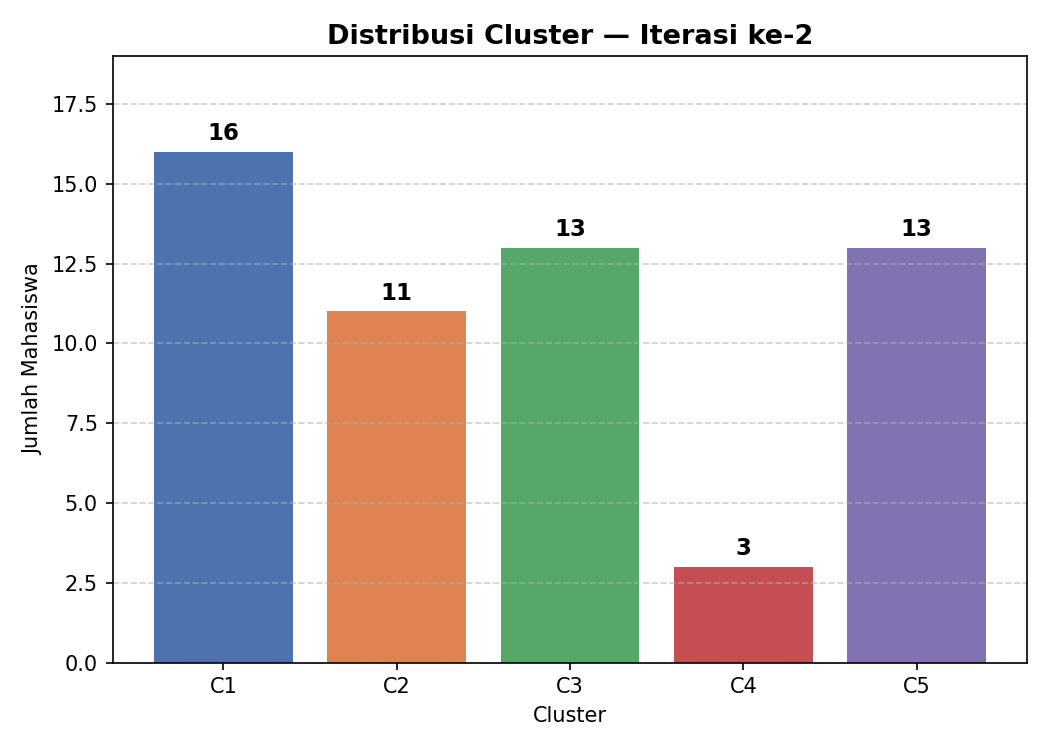 Distribusi Cluster — Iterasi ke-2
Jumlah Mahasiswa
17.5
15.0
12.5
10.0
7.5
5.0
2.5
0.0
16
11
13
3
13
C1
C2
C3
C4
C5
Cluster